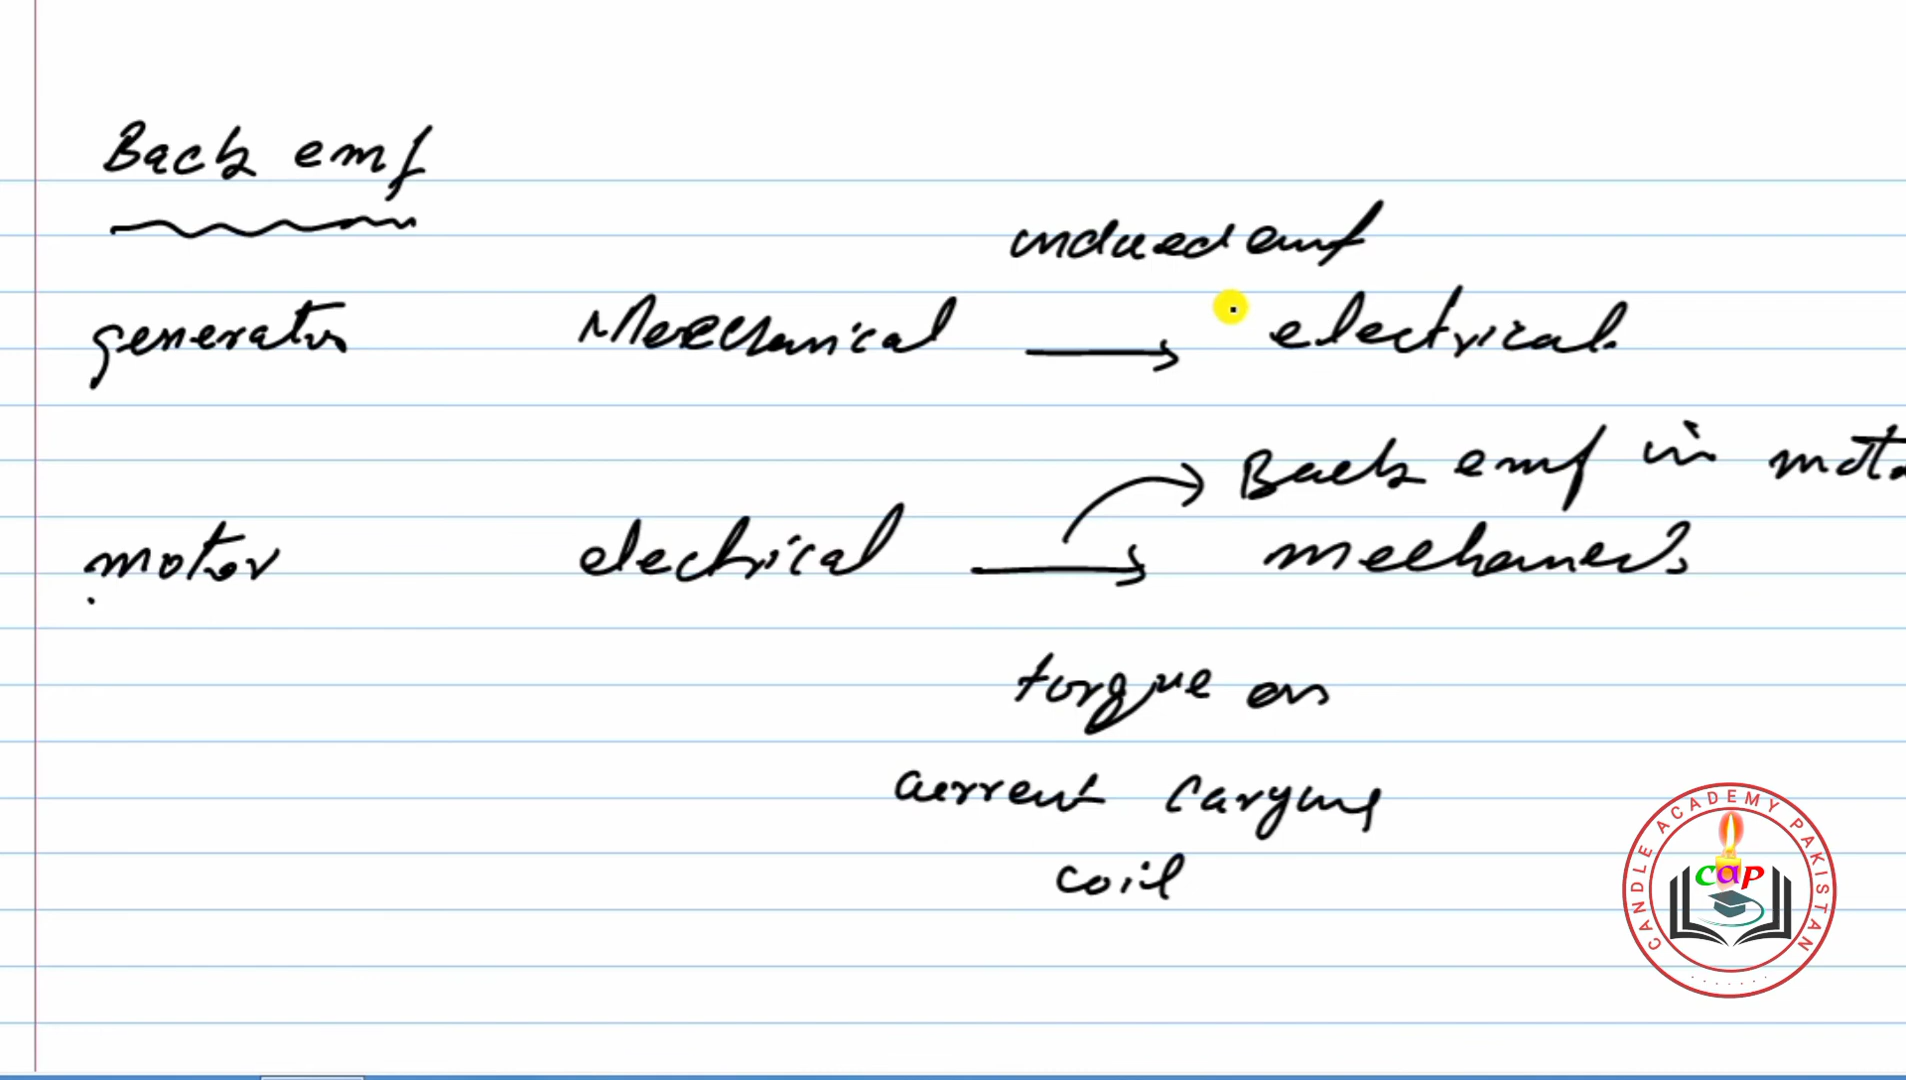 Back emf
induced emf
generator Mechanical → electrical.
Back emf in moto
motor electrical → mechanical
torque on
current carying
coil
CANDLE ACADEMY PAKISTAN
cap